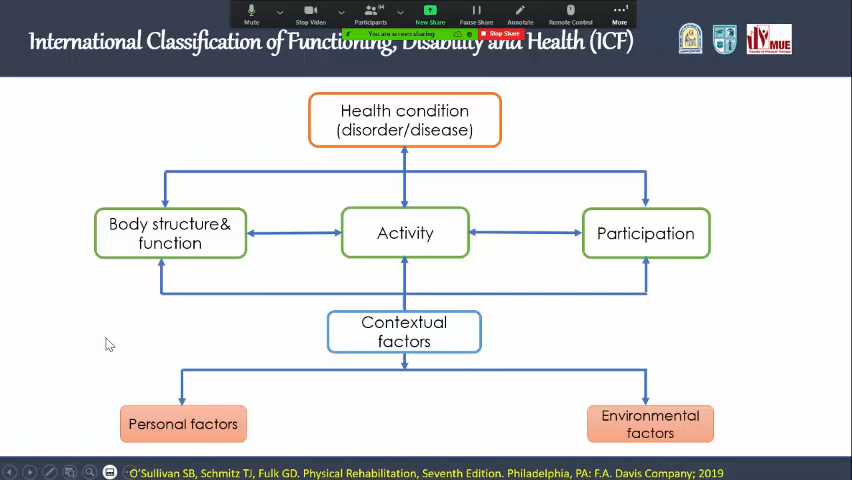 Mute
Stop Video
94
Participants
New Share
Pause Share
Annotate
Remote Control
More
You are screen sharing
Stop Share
International Classification of Functioning, Disability and Health (ICF)
MUE
Health condition
(disorder/disease)
Body structure&
function
Activity
Participation
Contextual
factors
Personal factors
Environmental
factors
O'Sullivan SB, Schmitz TJ, Fulk GD. Physical Rehabilitation, Seventh Edition. Philadelphia, PA: F.A. Davis Company; 2019